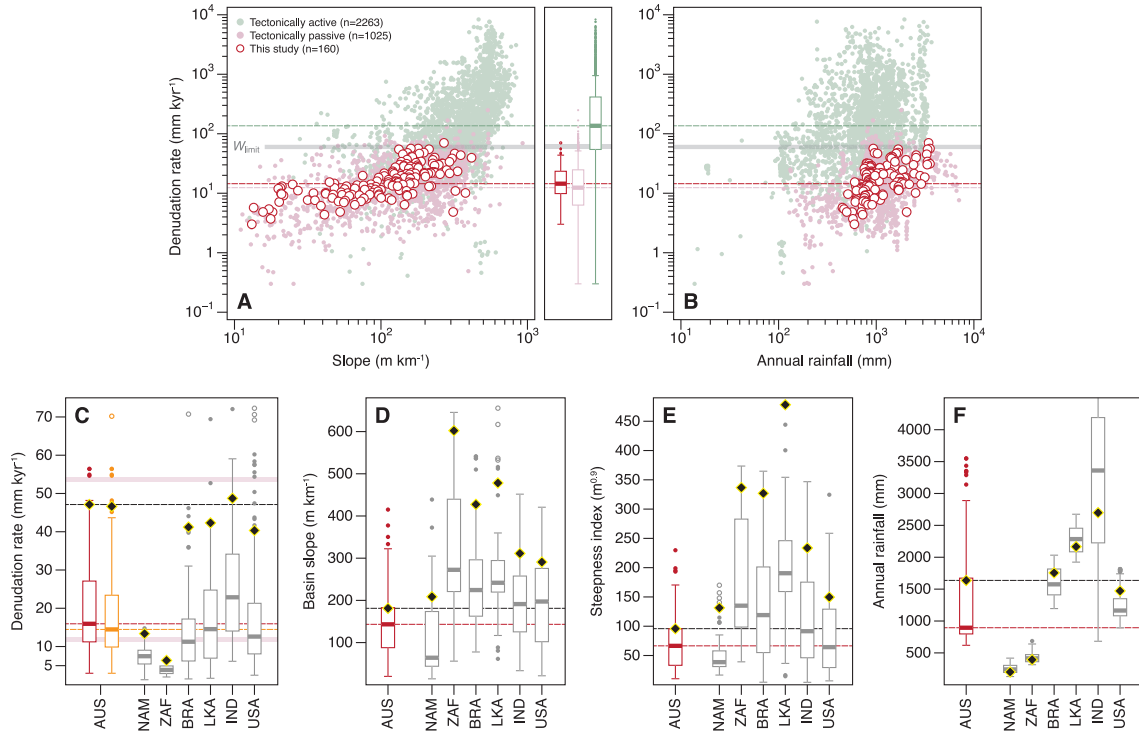 Tectonically active (n=2263)
Tectonically passive (n=1025)
This study (n=160)
Denudation rate (mm kyr⁻¹)
10⁴
10³
10²
10
1
10⁻¹
W_limit
A
10¹
10²
10³
Slope (m km⁻¹)
10⁴
10³
10²
10
1
10⁻¹
B
10¹
10²
10³
10⁴
Annual rainfall (mm)
C
Denudation rate (mm kyr⁻¹)
70
60
50
40
30
20
10
5
AUS
NAM
ZAF
BRA
LKA
IND
USA
D
Basin slope (m km⁻¹)
600
500
400
300
200
100
AUS
NAM
ZAF
BRA
LKA
IND
USA
E
Steepness index (m⁰·⁹)
450
400
350
300
250
200
150
100
50
AUS
NAM
ZAF
BRA
LKA
IND
USA
F
Annual rainfall (mm)
4000
3500
3000
2500
2000
1500
1000
500
AUS
NAM
ZAF
BRA
LKA
IND
USA